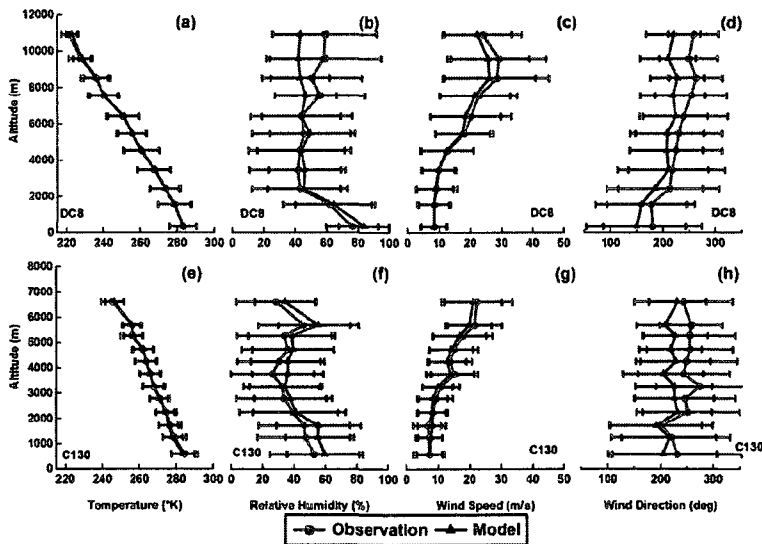 (a) (b) (c) (d)
12000
10000
8000
6000
4000
2000
0
Altitude (m)
DC8 DC8 DC8 DC8
220 240 260 280 0 20 40 60 80 100 0 10 20 30 40 50 100 200 300
(e) (f) (g) (h)
8000
7000
6000
5000
4000
3000
2000
1000
0
Altitude (m)
C130 C130 C130 C130
220 240 260 280 0 20 40 60 80 100 0 10 20 30 40 50 100 200 300
Temperature (°K) Relative Humidity (%) Wind Speed (m/s) Wind Direction (deg)
Observation Model